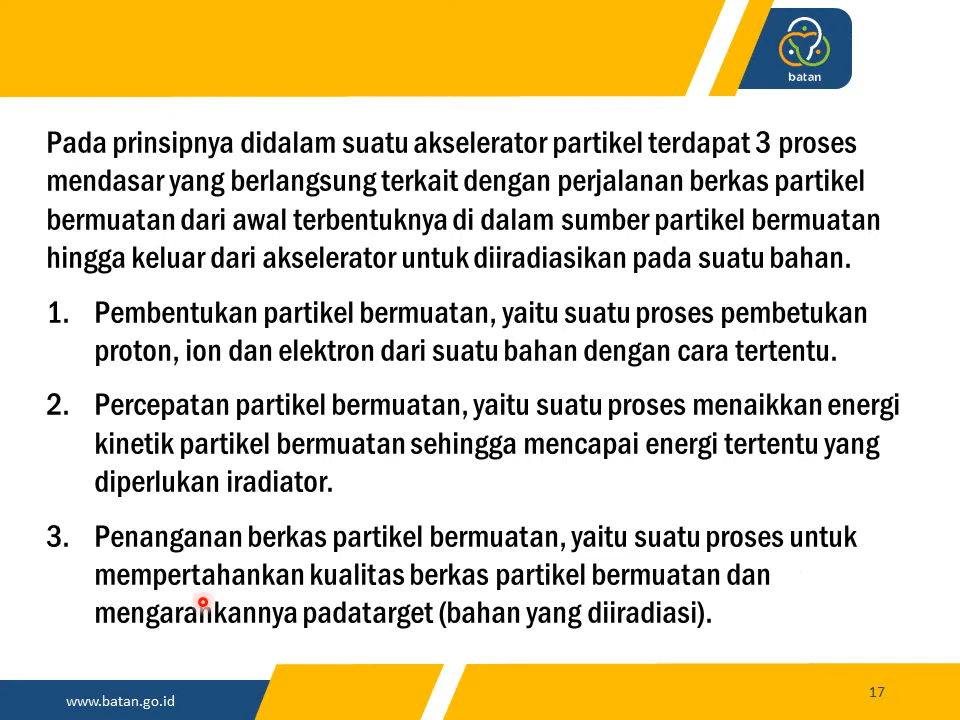 batan
Pada prinsipnya didalam suatu akselerator partikel terdapat 3 proses
mendasar yang berlangsung terkait dengan perjalanan berkas partikel
bermuatan dari awal terbentuknya di dalam sumber partikel bermuatan
hingga keluar dari akselerator untuk diiradiasikan pada suatu bahan.
1. Pembentukan partikel bermuatan, yaitu suatu proses pembetukan
proton, ion dan elektron dari suatu bahan dengan cara tertentu.
2. Percepatan partikel bermuatan, yaitu suatu proses menaikkan energi
kinetik partikel bermuatan sehingga mencapai energi tertentu yang
diperlukan iradiator.
3. Penanganan berkas partikel bermuatan, yaitu suatu proses untuk
mempertahankan kualitas berkas partikel bermuatan dan
mengarahkannya padatarget (bahan yang diiradiasi).
www.batan.go.id
17